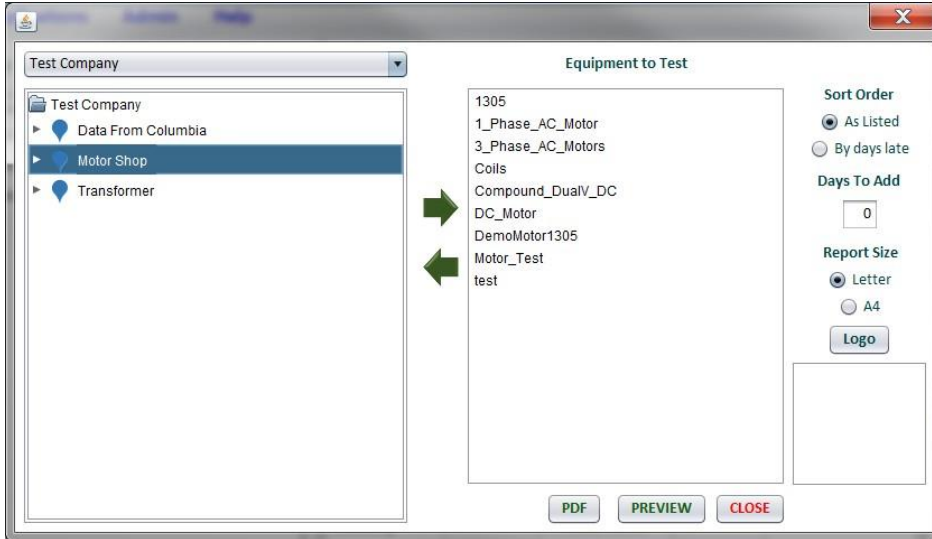 Admin Help
Test Company
Test Company
Data From Columbia
Motor Shop
Transformer
Equipment to Test
1305
1_Phase_AC_Motor
3_Phase_AC_Motors
Coils
Compound_DualV_DC
DC_Motor
DemoMotor1305
Motor_Test
test
Sort Order
As Listed
By days late
Days To Add
0
Report Size
Letter
A4
Logo
PDF PREVIEW CLOSE